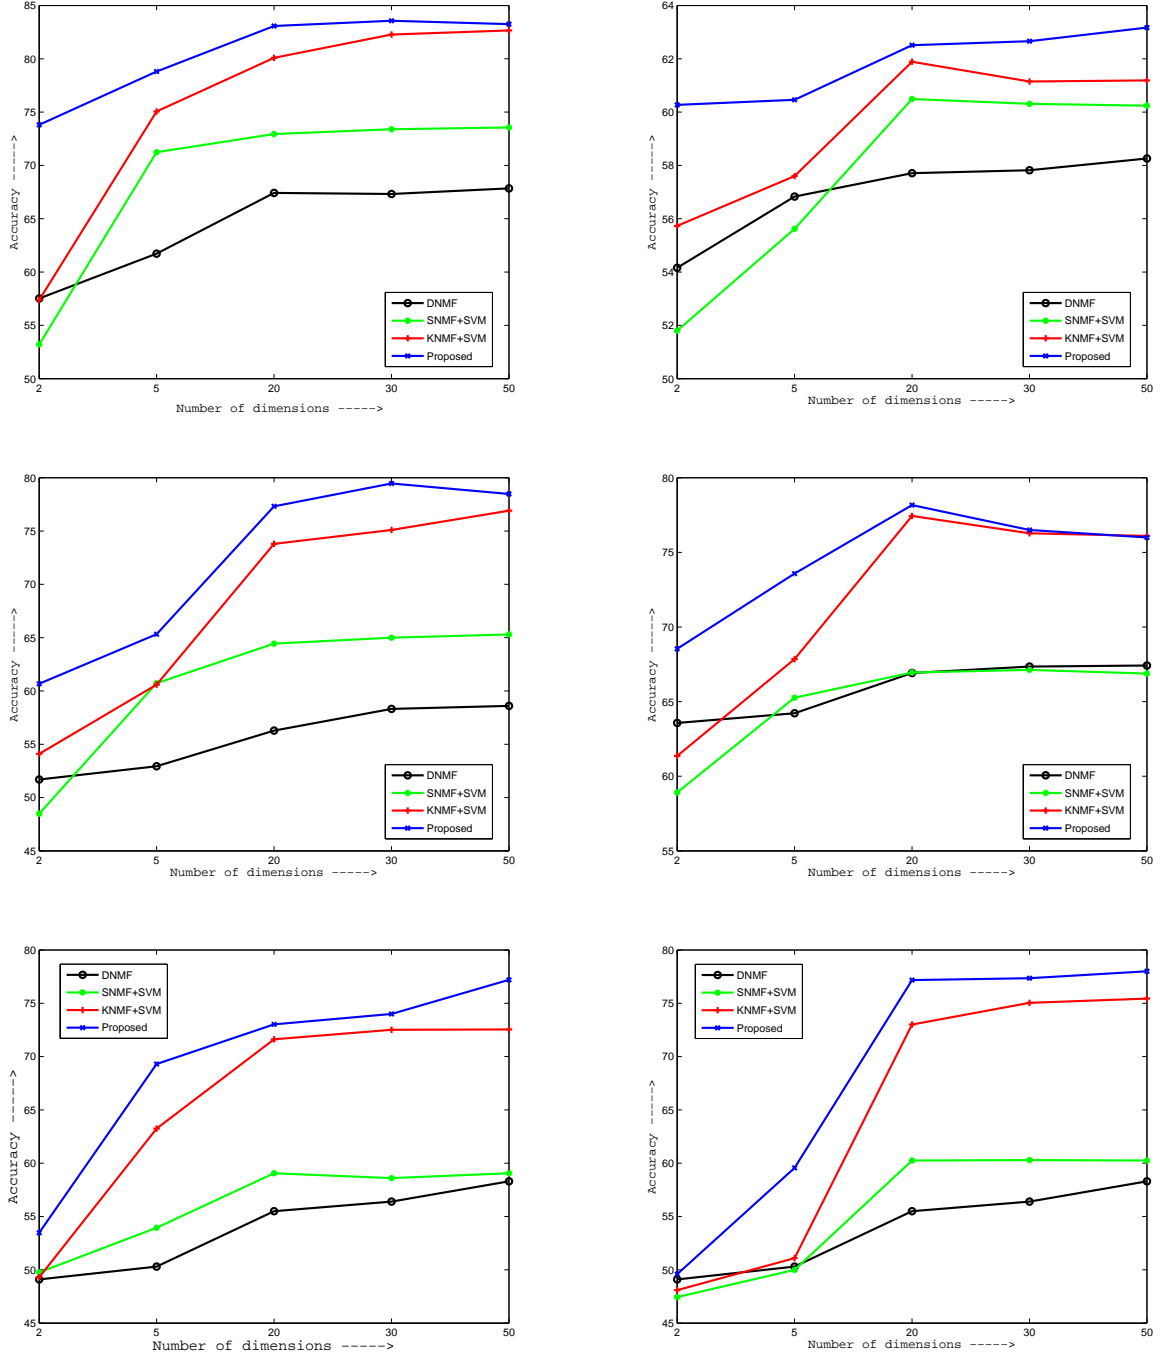 85
80
75
70
65
60
55
50
Accuracy ----->
2 5 20 30 50
Number of dimensions ----->
DNMF
SNMF+SVM
KNMF+SVM
Proposed
64
62
60
58
56
54
52
50
Accuracy ----->
2 5 20 30 50
Number of dimensions ----->
DNMF
SNMF+SVM
KNMF+SVM
Proposed
80
75
70
65
60
55
50
45
Accuracy ----->
2 5 20 30 50
Number of dimensions ----->
DNMF
SNMF+SVM
KNMF+SVM
Proposed
80
75
70
65
60
55
Accuracy ----->
2 5 20 30 50
Number of dimensions ----->
DNMF
SNMF+SVM
KNMF+SVM
Proposed
80
75
70
65
60
55
50
45
Accuracy ----->
2 5 20 30 50
Number of dimensions ----->
DNMF
SNMF+SVM
KNMF+SVM
Proposed
80
75
70
65
60
55
50
45
Accuracy ----->
2 5 20 30 50
Number of dimensions ----->
DNMF
SNMF+SVM
KNMF+SVM
Proposed